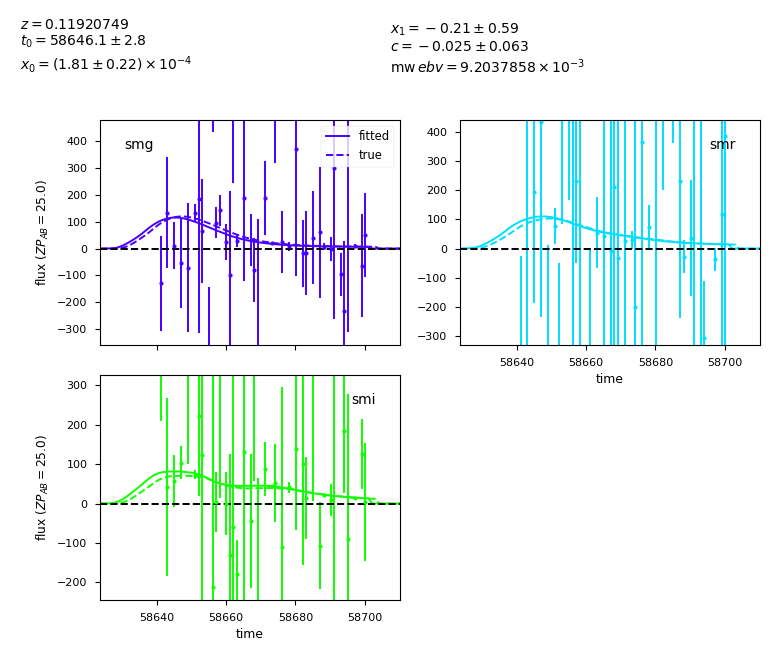 z = 0.11920749
t₀ = 58646.1 ± 2.8
x₀ = (1.81 ± 0.22) × 10⁻⁴
x₁ = −0.21 ± 0.59
c = −0.025 ± 0.063
mw ebv = 9.2037858 × 10⁻³
smg
fitted
true
400
300
200
100
0
−100
−200
−300
flux (ZP_AB = 25.0)
smr
400
300
200
100
0
−100
−200
−300
58640
58660
58680
58700
time
smi
300
200
100
0
−100
−200
flux (ZP_AB = 25.0)
58640
58660
58680
58700
time